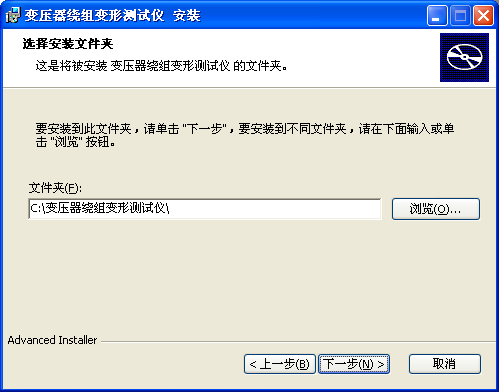 变压器绕组变形测试仪 安装
选择安装文件夹
这是将被安装 变压器绕组变形测试仪 的文件夹。
要安装到此文件夹，请单击 "下一步"，要安装到不同文件夹，请在下面输入或单
击 "浏览" 按钮。
文件夹(F):
C:\变压器绕组变形测试仪\
浏览(O)...
Advanced Installer
< 上一步(B)
下一步(N) >
取消